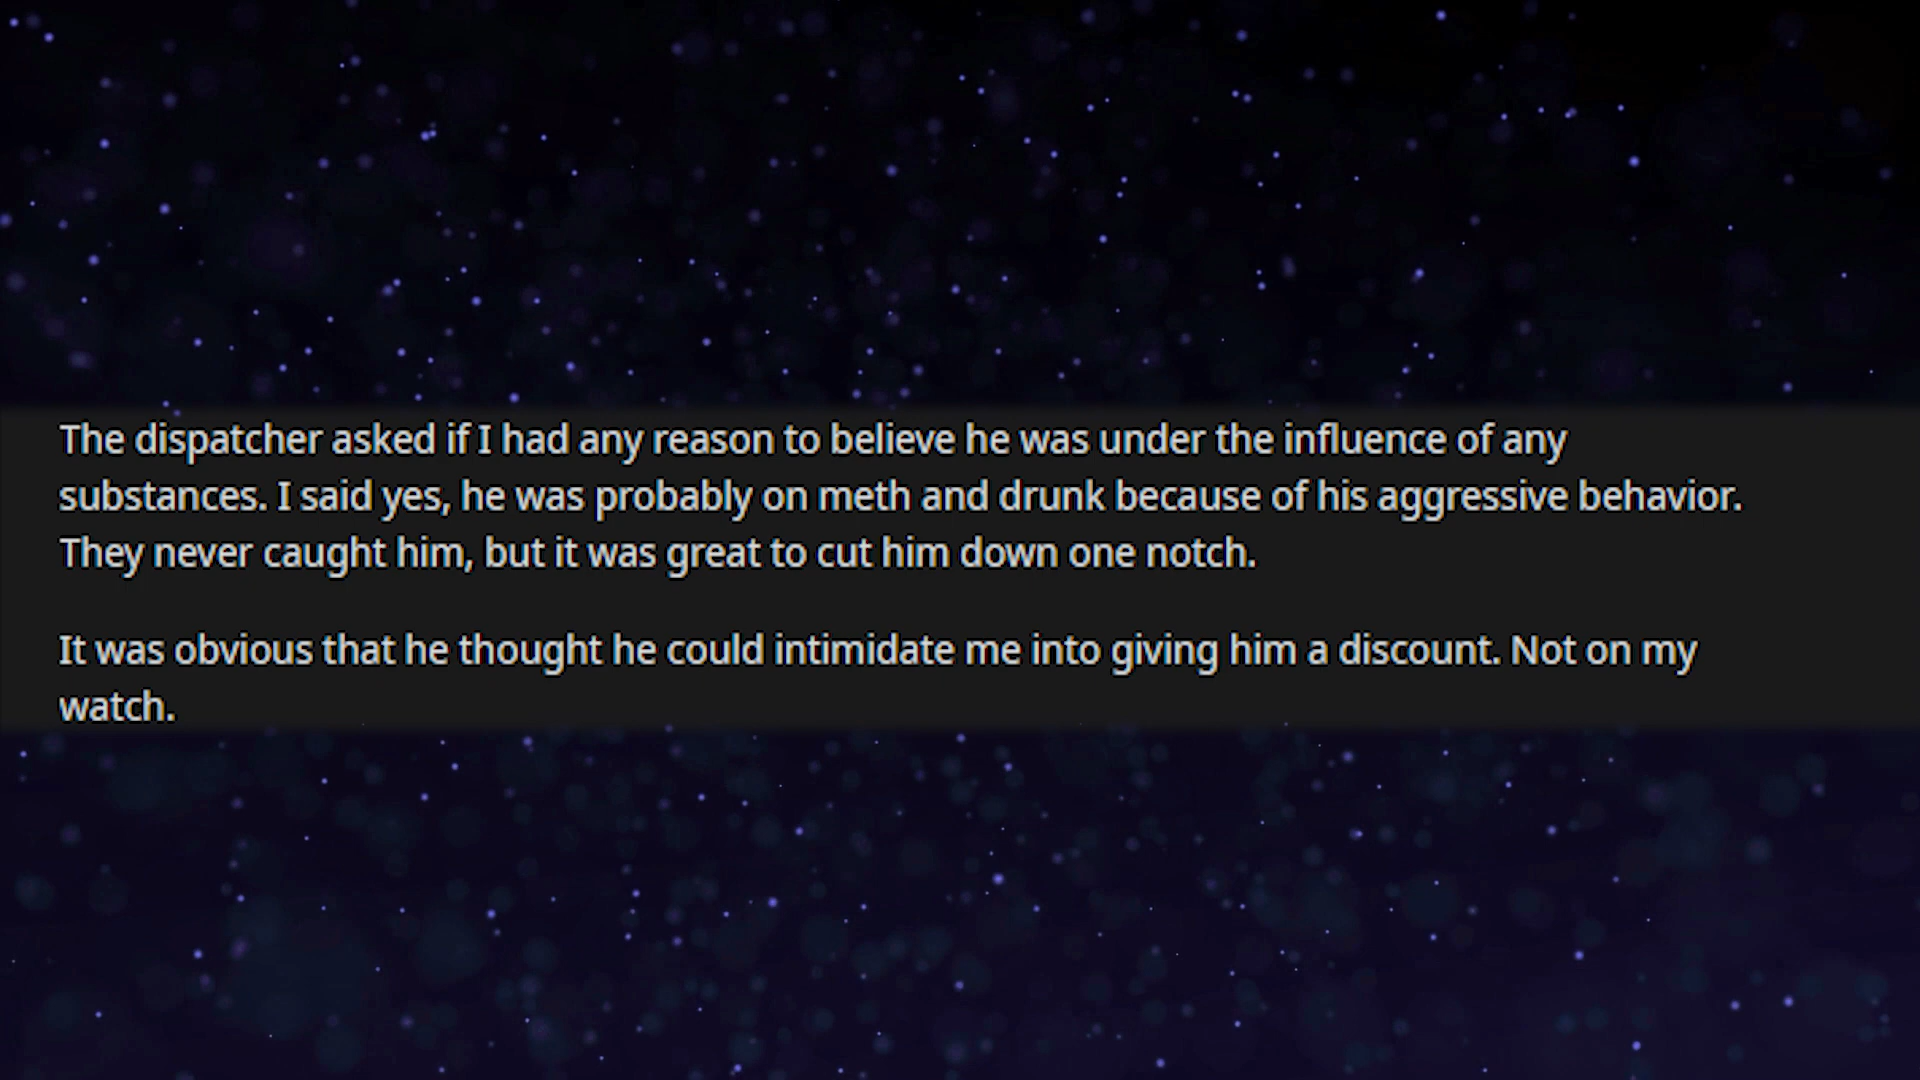 The dispatcher asked if I had any reason to believe he was under the influence of any
substances. I said yes, he was probably on meth and drunk because of his aggressive behavior.
They never caught him, but it was great to cut him down one notch.
It was obvious that he thought he could intimidate me into giving him a discount. Not on my
watch.